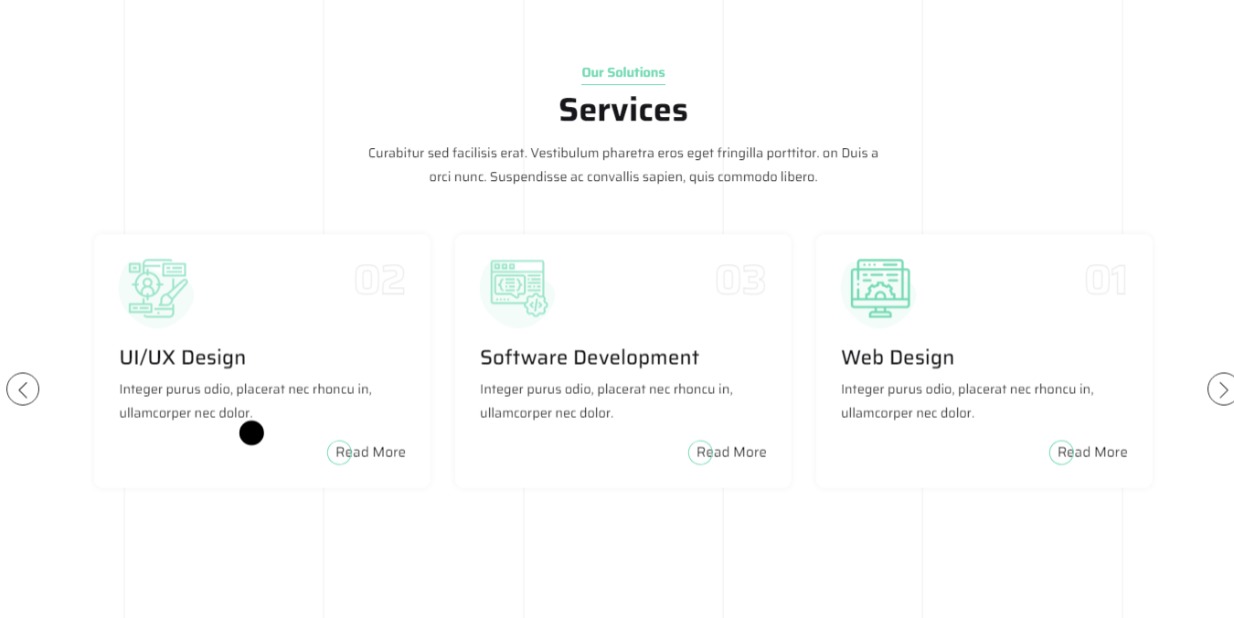 Our Solutions
Services
Curabitur sed facilisis erat. Vestibulum pharetra eros eget fringilla porttitor. on Duis a
orci nunc. Suspendisse ac convallis sapien, quis commodo libero.
02
UI/UX Design
Integer purus odio, placerat nec rhoncu in,
ullamcorper nec dolor.
Read More
03
Software Development
Integer purus odio, placerat nec rhoncu in,
ullamcorper nec dolor.
Read More
01
Web Design
Integer purus odio, placerat nec rhoncu in,
ullamcorper nec dolor.
Read More